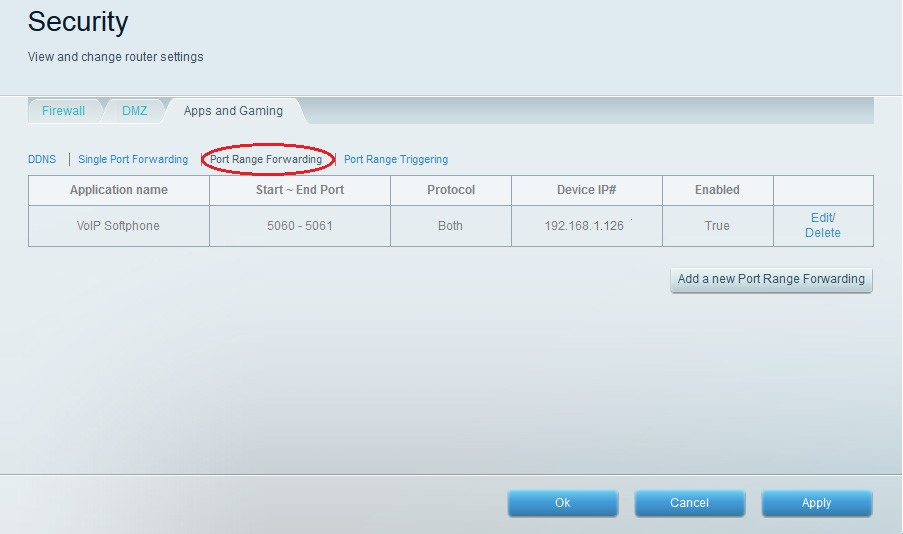 Security
View and change router settings
Firewall DMZ Apps and Gaming
DDNS | Single Port Forwarding | Port Range Forwarding | Port Range Triggering
Application name Start ~ End Port Protocol Device IP# Enabled
VoIP Softphone 5060 - 5061 Both 192.168.1.126 True Edit/
Delete
Add a new Port Range Forwarding
Ok Cancel Apply